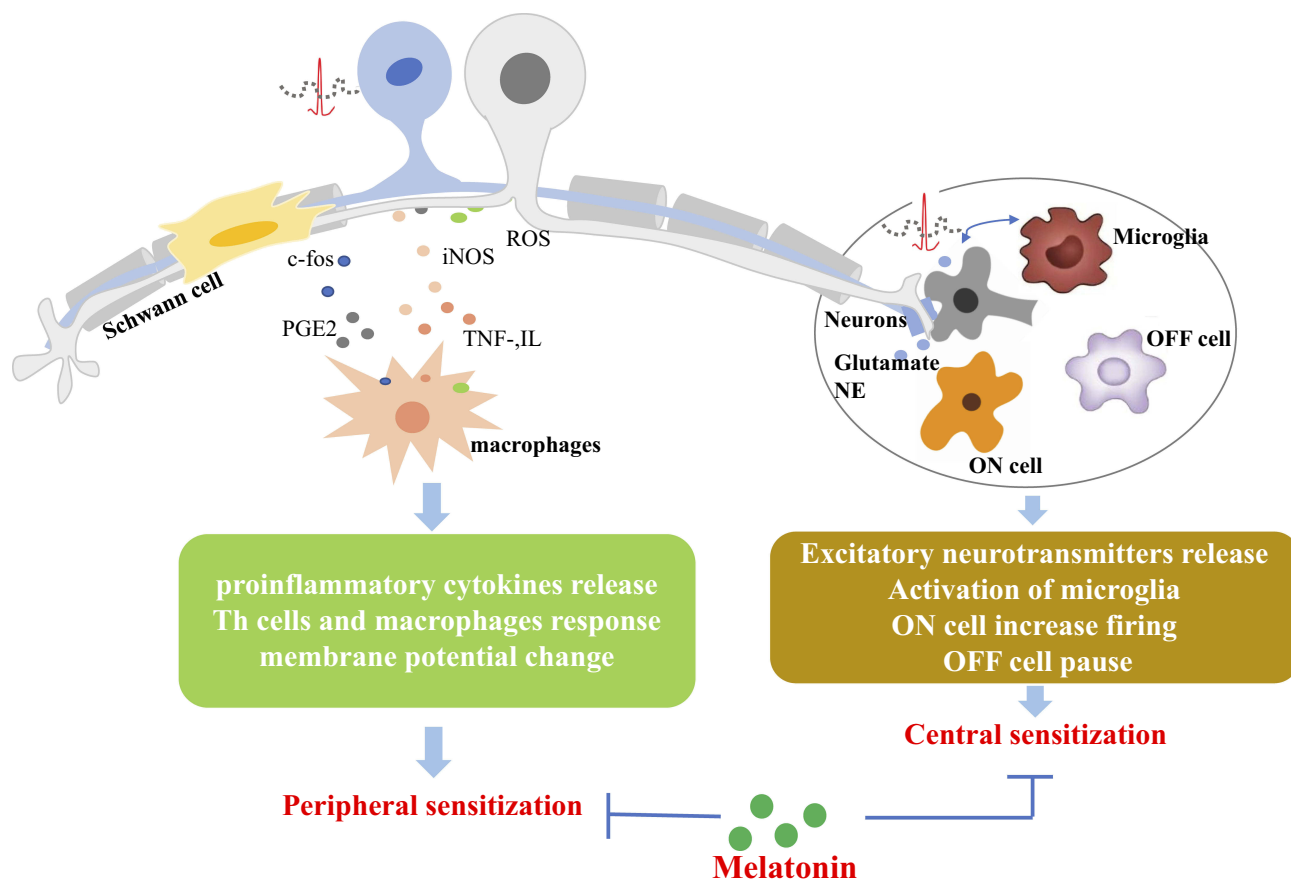 Schwann cell
c-fos
iNOS
ROS
PGE2
TNF-,IL
macrophages
Microglia
Neurons
OFF cell
Glutamate
NE
ON cell
proinflammatory cytokines release
Th cells and macrophages response
membrane potential change
Excitatory neurotransmitters release
Activation of microglia
ON cell increase firing
OFF cell pause
Peripheral sensitization
Central sensitization
Melatonin